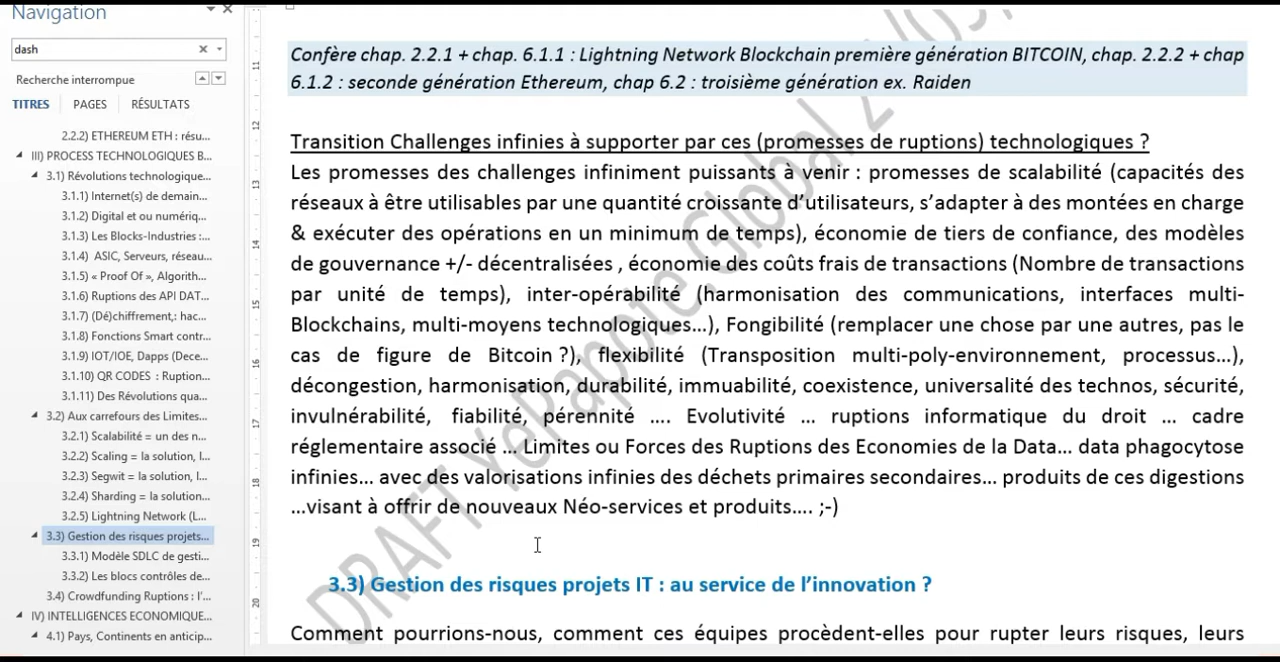 Navigation
dash
Recherche interrompue
TITRES PAGES RÉSULTATS
2.2.2) ETHEREUM ETH : résu...
III) PROCESS TECHNOLOGIQUES B...
3.1) Révolutions technologique...
3.1.1) Internet(s) de demain...
3.1.2) Digital et ou numériq...
3.1.3) Les Blocks-Industries :...
3.1.4) ASIC, Serveurs, réseau...
3.1.5) « Proof Of », Algorith...
3.1.6) Ruptions des API DAT...
3.1.7) (Dé)chiffrement,: hac...
3.1.8) Fonctions Smart contr...
3.1.9) IOT/IOE, Dapps (Dece...
3.1.10) QR CODES : Ruption...
3.1.11) Des Révolutions qua...
3.2) Aux carrefours des Limites...
3.2.1) Scalabilité = un des n...
3.2.2) Scaling = la solution, l...
3.2.3) Segwit = la solution, l...
3.2.4) Sharding = la solution...
3.2.5) Lightning Network (L...
3.3) Gestion des risques projets...
3.3.1) Modèle SDLC de gesti...
3.3.2) Les blocs contrôles de...
3.4) Crowdfunding Ruptions : l'...
IV) INTELLIGENCES ECONOMIQUE...
4.1) Pays, Continents en anticip...
11
12
13
14
15
16
17
18
19
20
Confère chap. 2.2.1 + chap. 6.1.1 : Lightning Network Blockchain première génération BITCOIN, chap. 2.2.2 + chap
6.1.2 : seconde génération Ethereum, chap 6.2 : troisième génération ex. Raiden
Transition Challenges infinies à supporter par ces (promesses de ruptions) technologiques ?
Les promesses des challenges infiniment puissants à venir : promesses de scalabilité (capacités des
réseaux à être utilisables par une quantité croissante d'utilisateurs, s'adapter à des montées en charge
& exécuter des opérations en un minimum de temps), économie de tiers de confiance, des modèles
de gouvernance +/- décentralisées , économie des coûts frais de transactions (Nombre de transactions
par unité de temps), inter-opérabilité (harmonisation des communications, interfaces multi-
Blockchains, multi-moyens technologiques...), Fongibilité (remplacer une chose par une autres, pas le
cas de figure de Bitcoin ?), flexibilité (Transposition multi-poly-environnement, processus...),
décongestion, harmonisation, durabilité, immuabilité, coexistence, universalité des technos, sécurité,
invulnérabilité, fiabilité, pérennité .... Evolutivité ... ruptions informatique du droit ... cadre
réglementaire associé ... Limites ou Forces des Ruptions des Economies de la Data... data phagocytose
infinies... avec des valorisations infinies des déchets primaires secondaires... produits de ces digestions
...visant à offrir de nouveaux Néo-services et produits.... ;-)
3.3) Gestion des risques projets IT : au service de l'innovation ?
Comment pourrions-nous, comment ces équipes procèdent-elles pour rupter leurs risques, leurs
DRAFT YePappote.Global